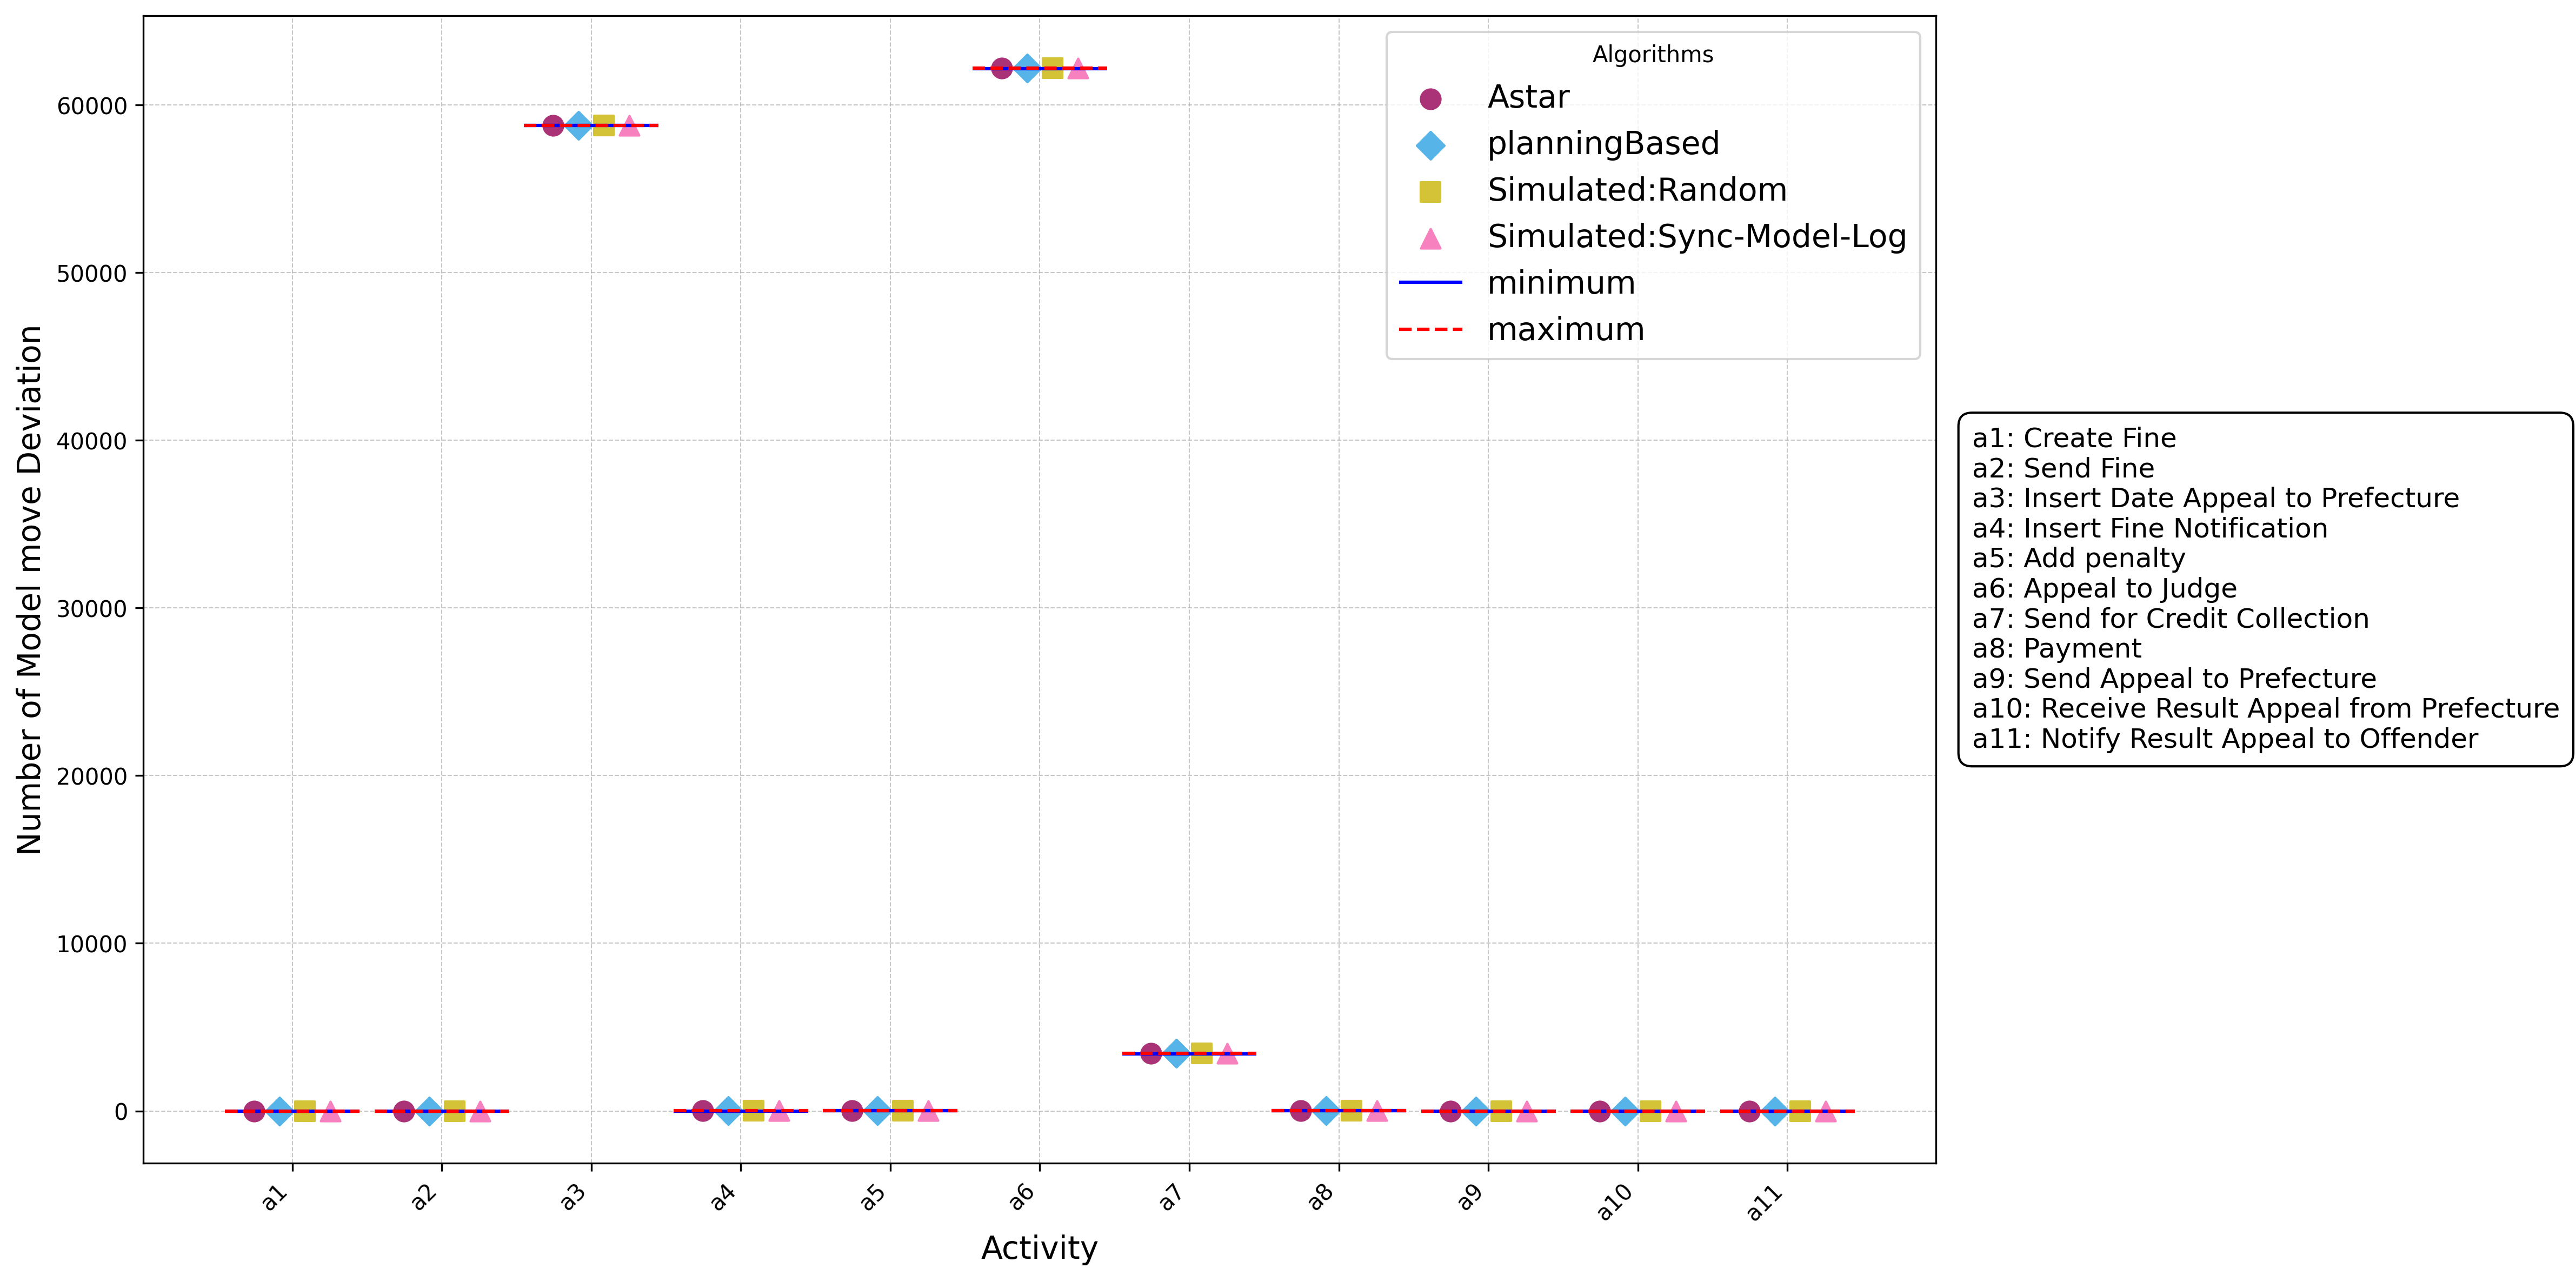 Algorithms
Astar
planningBased
Simulated:Random
Simulated:Sync-Model-Log
minimum
maximum
Number of Model move Deviation
60000
50000
40000
30000
20000
10000
0
a1
a2
a3
a4
a5
a6
a7
a8
a9
a10
a11
Activity
a1: Create Fine
a2: Send Fine
a3: Insert Date Appeal to Prefecture
a4: Insert Fine Notification
a5: Add penalty
a6: Appeal to Judge
a7: Send for Credit Collection
a8: Payment
a9: Send Appeal to Prefecture
a10: Receive Result Appeal from Prefecture
a11: Notify Result Appeal to Offender